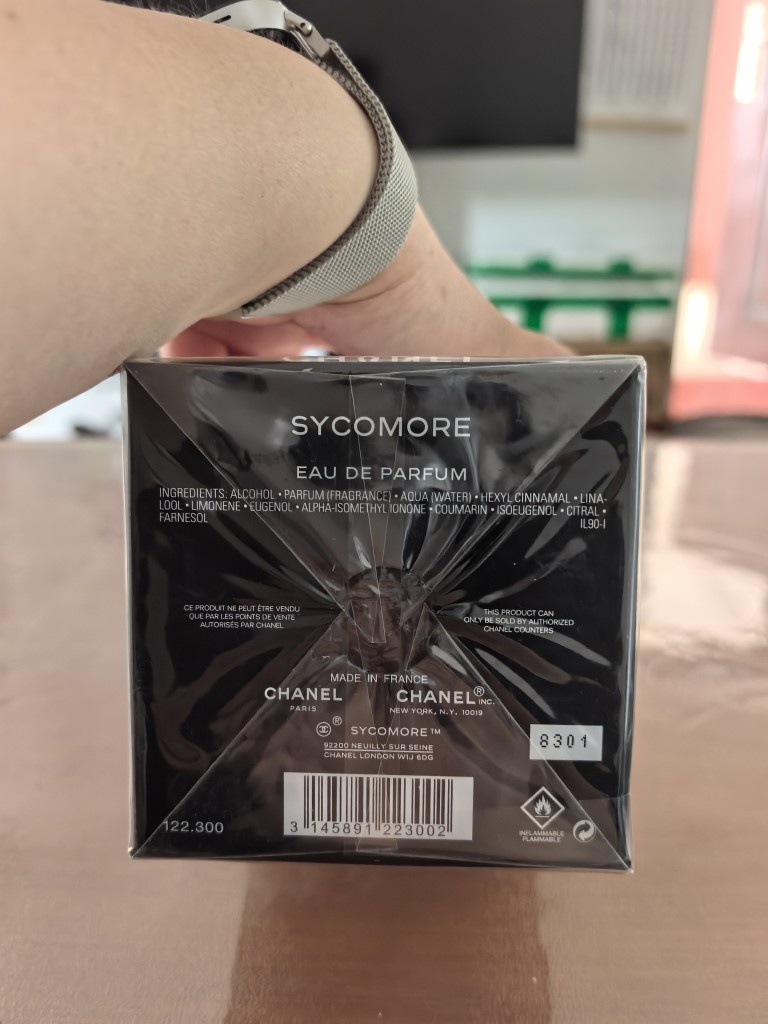 SYCOMORE
EAU DE PARFUM
INGREDIENTS: ALCOHOL • PARFUM (FRAGRANCE) • AQUA (WATER) • HEXYL CINNAMAL • LINA-
LOOL • LIMONENE • EUGENOL • ALPHA-ISOMETHYL IONONE • COUMARIN • ISOEUGENOL • CITRAL •
FARNESOL IL90-I
CE PRODUIT NE PEUT ÊTRE VENDU
QUE PAR LES POINTS DE VENTE
AUTORISÉS PAR CHANEL
THIS PRODUCT CAN
ONLY BE SOLD BY AUTHORIZED
CHANEL COUNTERS
MADE IN FRANCE
CHANEL CHANEL® INC.
PARIS NEW YORK, N.Y. 10019
® SYCOMORE™
92200 NEUILLY SUR SEINE
CHANEL LONDON W1J 6DG
8301
122.300
3 145891 223002
INFLAMMABLE
FLAMMABLE